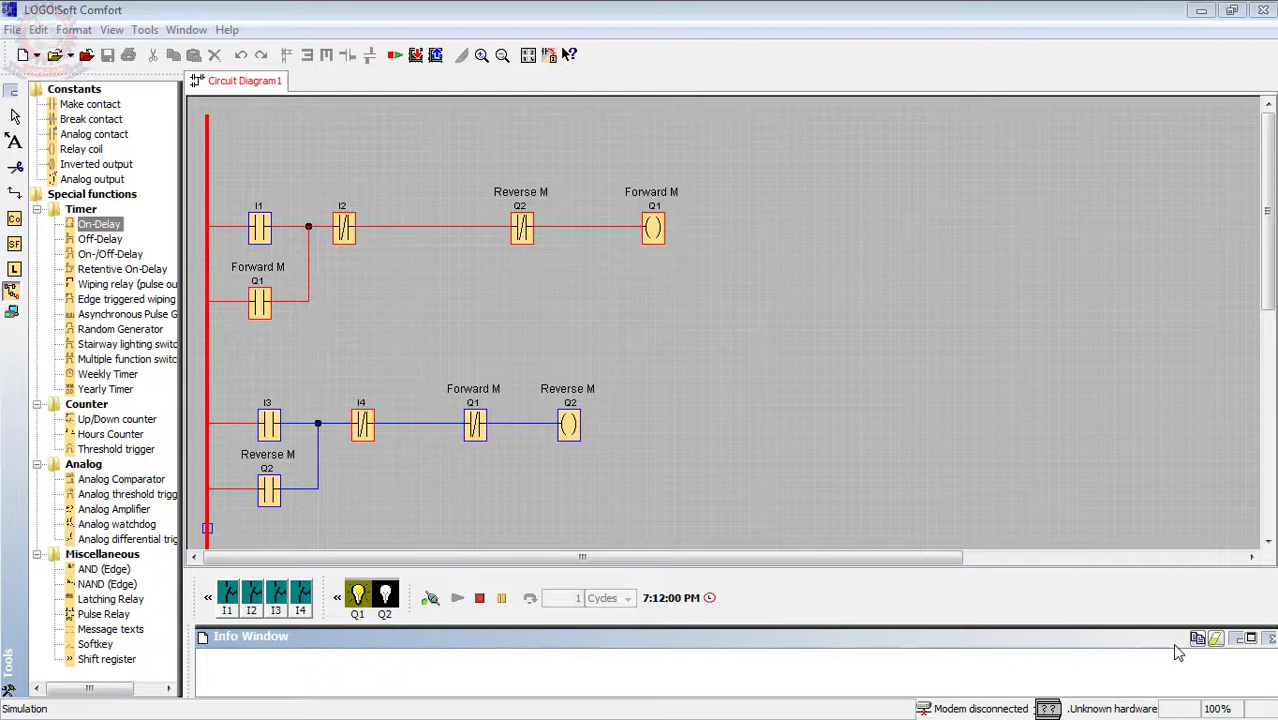 LOGO!Soft Comfort
File Edit Format View Tools Window Help
Circuit Diagram1
Constants
Make contact
Break contact
Analog contact
Relay coil
Inverted output
Analog output
Special functions
Timer
On-Delay
Off-Delay
On-/Off-Delay
Retentive On-Delay
Wiping relay (pulse ou
Edge triggered wiping
Asynchronous Pulse G
Random Generator
Stairway lighting switc
Multiple function switc
Weekly Timer
Yearly Timer
Counter
Up/Down counter
Hours Counter
Threshold trigger
Analog
Analog Comparator
Analog threshold trigg
Analog Amplifier
Analog watchdog
Analog differential trig
Miscellaneous
AND (Edge)
NAND (Edge)
Latching Relay
Pulse Relay
Message texts
Softkey
Shift register
Tools
Reverse M Forward M
I1 I2 Q2 Q1
Forward M
Q1
Forward M Reverse M
I3 I4 Q1 Q2
Reverse M
Q2
I1 I2 I3 I4 Q1 Q2
1 Cycles 7:12:00 PM
Info Window
Simulation
Modem disconnected ?? .Unknown hardware 100%